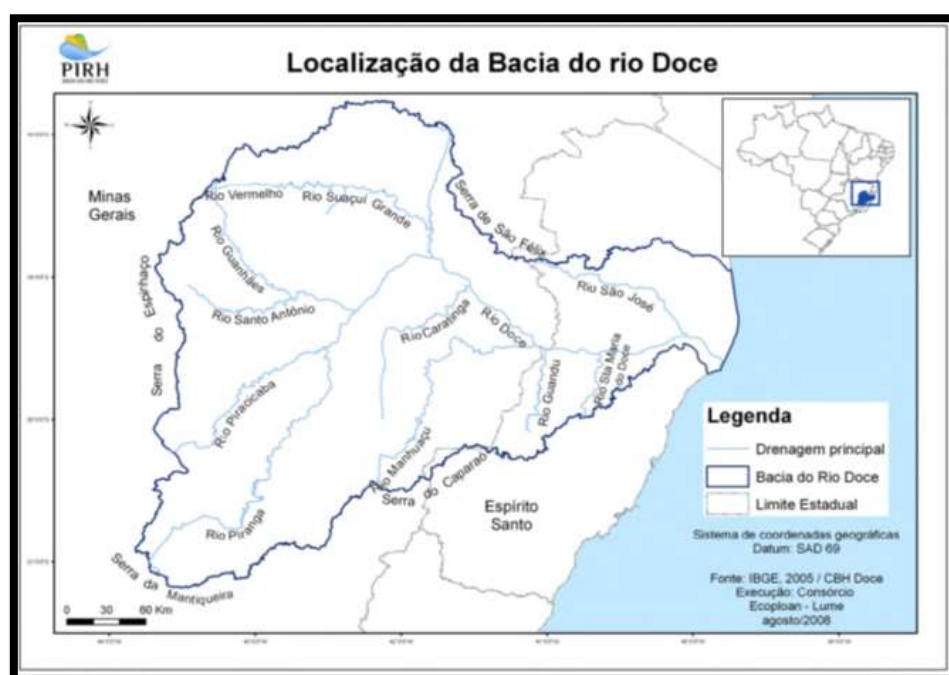 PIRH
Localização da Bacia do rio Doce
Minas
Gerais
Rio Vermelho
Rio Suaçuí Grande
Serra de São Félix
Rio Guanhães
Riu São José
Serra do Espinhaço
Rio Santo Antônio
Rio Caratinga
Rio Doce
Rio Guandu
Rio Sta Maria
do Doce
Rio Piracicaba
Rio Manhuaçu
Serra do Caparaó
Rio Piranga
Espírito
Santo
Serra da Mantiqueira
0 30 60 Km
Legenda
Drenagem principal
Bacia do Rio Doce
Limite Estadual
Sistema de coordenadas geográficas
Datum: SAD 69
Fonte: IBGE, 2005 / CBH Doce
Execução: Consórcio
Ecoploan - Lume
agosto/2008